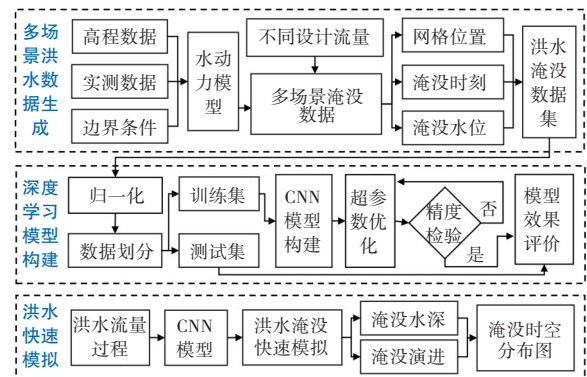 多场
景洪
水数
据生
成
高程数据
实测数据
边界条件
水动
力模
型
不同设计流量
多场景淹没
数据
网格位置
淹没时刻
淹没水位
洪水
淹没
数据
集
深度
学习
模型
构建
归一化
数据划分
训练集
测试集
CNN
模型
构建
超参
数优
化
精度
检验
否
是
模型
效果
评价
洪水
快速
模拟
洪水流量
过程
CNN
模型
洪水淹没
快速模拟
淹没水深
淹没演进
淹没时空
分布图